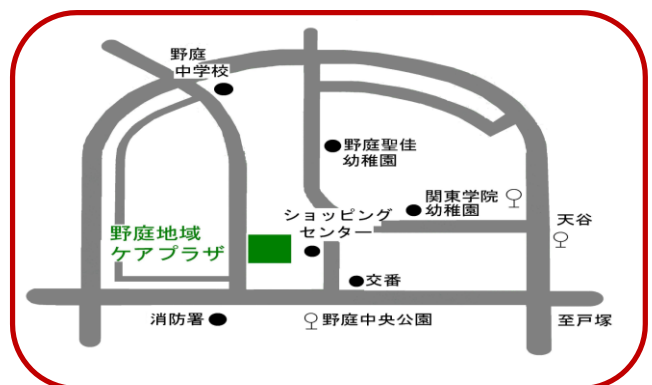 野庭
中学校
野庭聖佳
幼稚園
関東学院
幼稚園
ショッピング
センター
天谷
野庭地域
ケアプラザ
交番
消防署
野庭中央公園
至戸塚